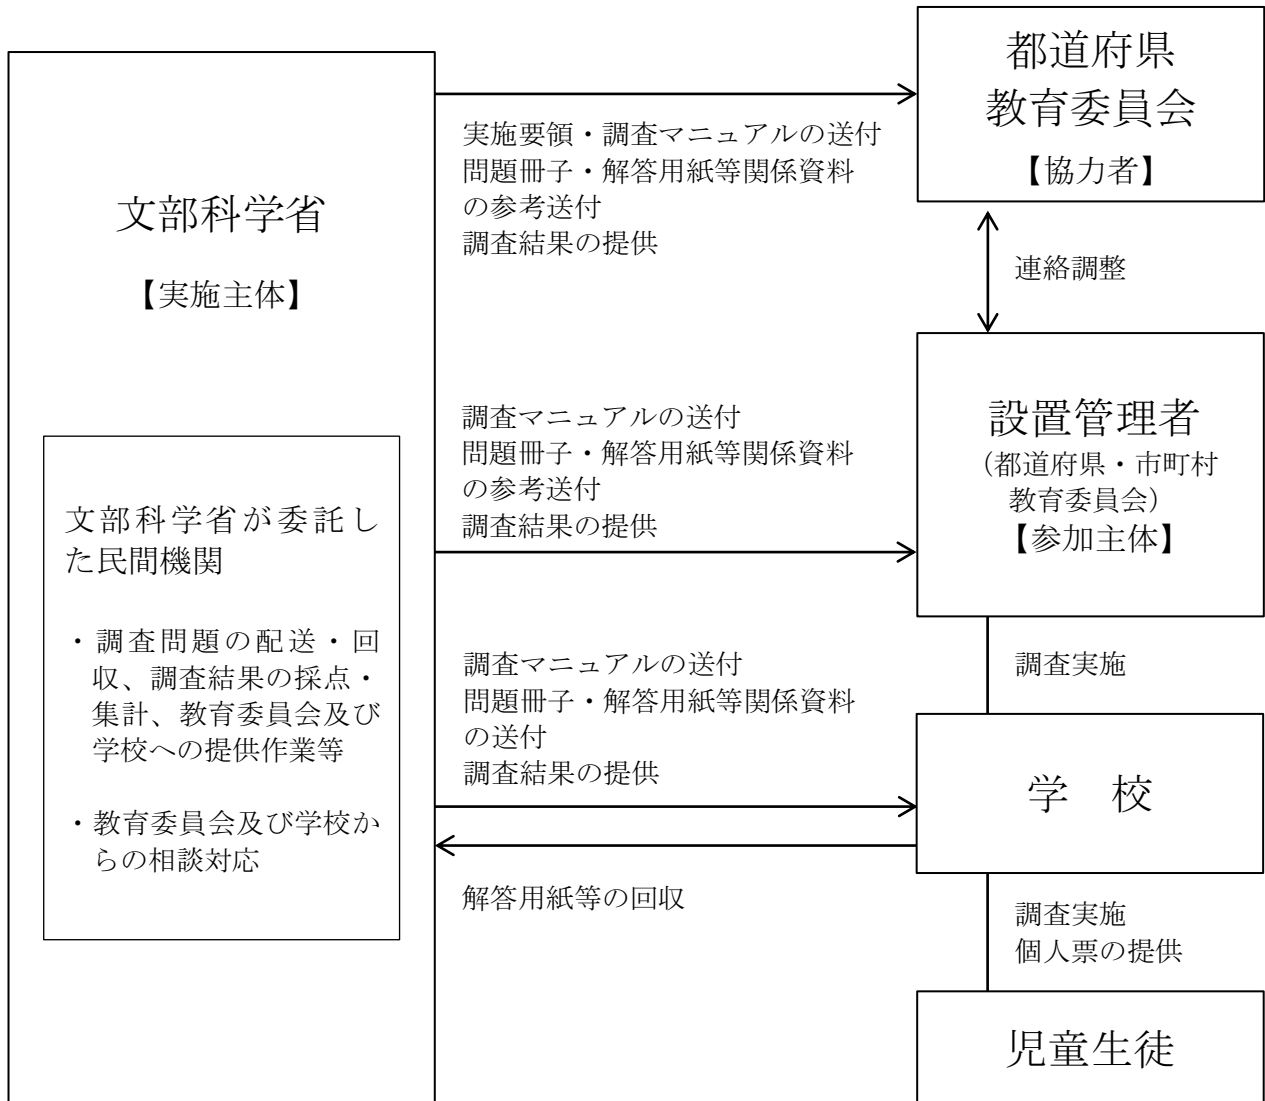 都道府県
教育委員会
【協力者】
実施要領・調査マニュアルの送付
問題冊子・解答用紙等関係資料
の参考送付
調査結果の提供
文部科学省
【実施主体】
連絡調整
調査マニュアルの送付
問題冊子・解答用紙等関係資料
の参考送付
調査結果の提供
設置管理者
(都道府県・市町村
教育委員会)
【参加主体】
文部科学省が委託し
た民間機関
・調査問題の配送・回
収、調査結果の採点・
集計、教育委員会及び
学校への提供作業等
・教育委員会及び学校か
らの相談対応
調査マニュアルの送付
問題冊子・解答用紙等関係資料
の送付
調査結果の提供
調査実施
学　校
解答用紙等の回収
調査実施
個人票の提供
児童生徒